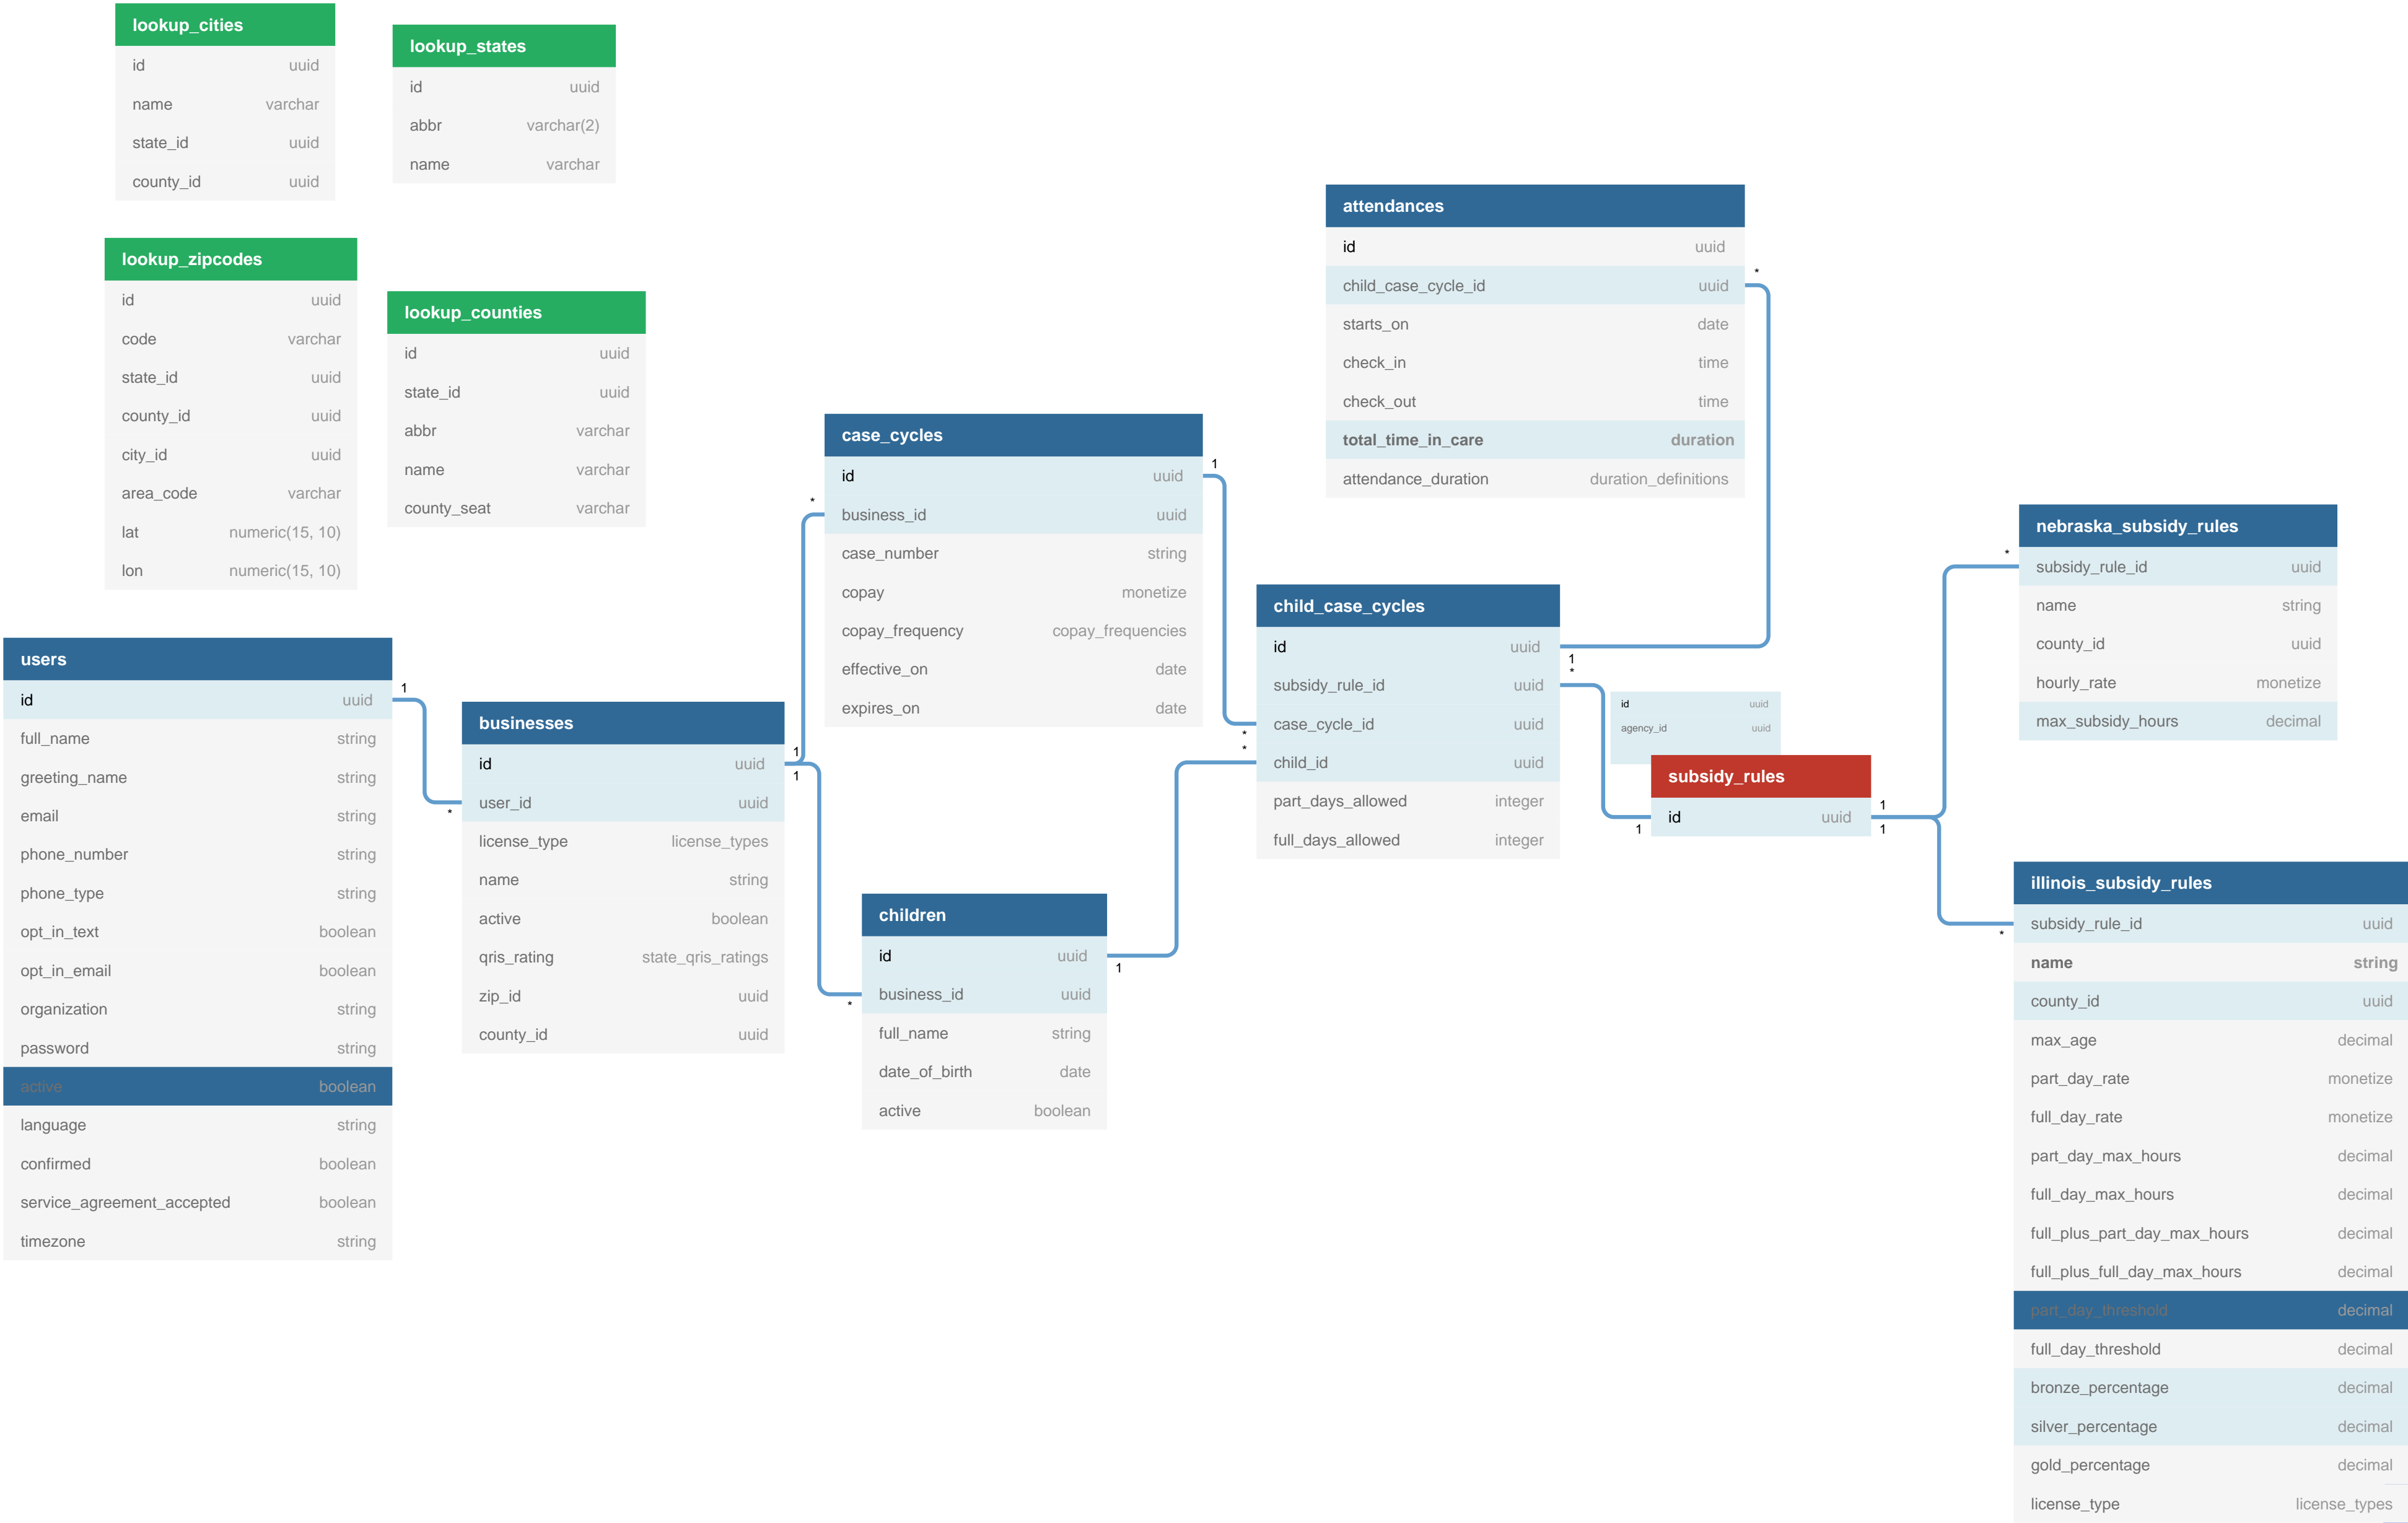 lookup_cities
id uuid
name varchar
state_id uuid
county_id uuid
lookup_states
id uuid
abbr varchar(2)
name varchar
lookup_zipcodes
id uuid
code varchar
state_id uuid
county_id uuid
city_id uuid
area_code varchar
lat numeric(15, 10)
lon numeric(15, 10)
lookup_counties
id uuid
state_id uuid
abbr varchar
name varchar
county_seat varchar
attendances
id uuid
child_case_cycle_id uuid
starts_on date
check_in time
check_out time
total_time_in_care duration
attendance_duration duration_definitions
*
case_cycles
id uuid
business_id uuid
case_number string
copay monetize
copay_frequency copay_frequencies
effective_on date
expires_on date
1
*
nebraska_subsidy_rules
subsidy_rule_id uuid
name string
county_id uuid
hourly_rate monetize
max_subsidy_hours decimal
*
child_case_cycles
id uuid
subsidy_rule_id uuid
case_cycle_id uuid
child_id uuid
part_days_allowed integer
full_days_allowed integer
1
*
*
*
users
id uuid
full_name string
greeting_name string
email string
phone_number string
phone_type string
opt_in_text boolean
opt_in_email boolean
organization string
password string
active boolean
language string
confirmed boolean
service_agreement_accepted boolean
timezone string
1
businesses
id uuid
user_id uuid
license_type license_types
name string
active boolean
qris_rating state_qris_ratings
zip_id uuid
county_id uuid
1
1
*
id uuid
agency_id uuid
subsidy_rules
id uuid
1
1
1
children
id uuid
business_id uuid
full_name string
date_of_birth date
active boolean
1
*
illinois_subsidy_rules
subsidy_rule_id uuid
name string
county_id uuid
max_age decimal
part_day_rate monetize
full_day_rate monetize
part_day_max_hours decimal
full_day_max_hours decimal
full_plus_part_day_max_hours decimal
full_plus_full_day_max_hours decimal
part_day_threshold decimal
full_day_threshold decimal
bronze_percentage decimal
silver_percentage decimal
gold_percentage decimal
license_type license_types
*